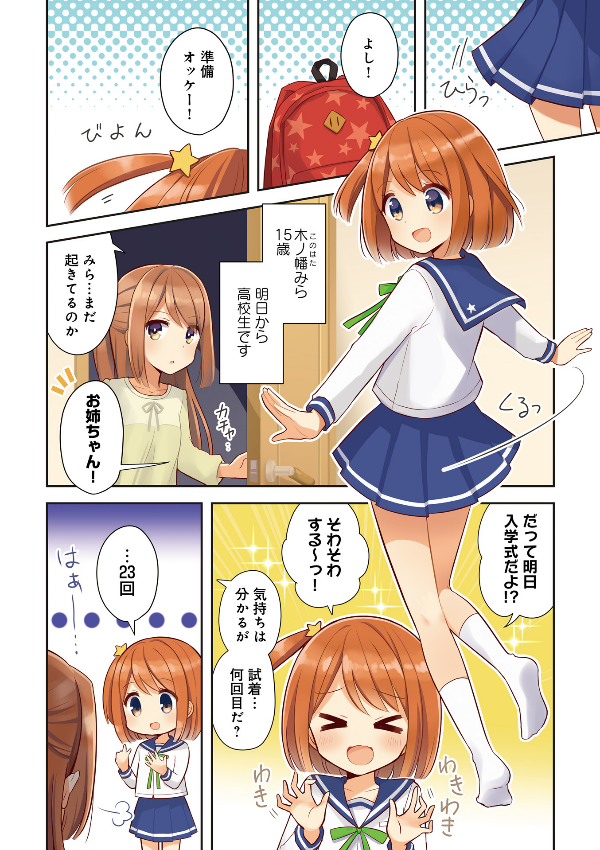 ひらっ
よし!
準備
オッケー!
びよん
このはた
木ノ幡みら
15歳
明日から
高校生です
くるっ
みら…まだ
起きてるのか
カチャ…
お姉ちゃん!
だって明日
入学式だよ!?
そわそわ
する~っ!
気持ちは
分かるが
試着…
何回目だ?
わきわき
わきわき
…23回
はぁー